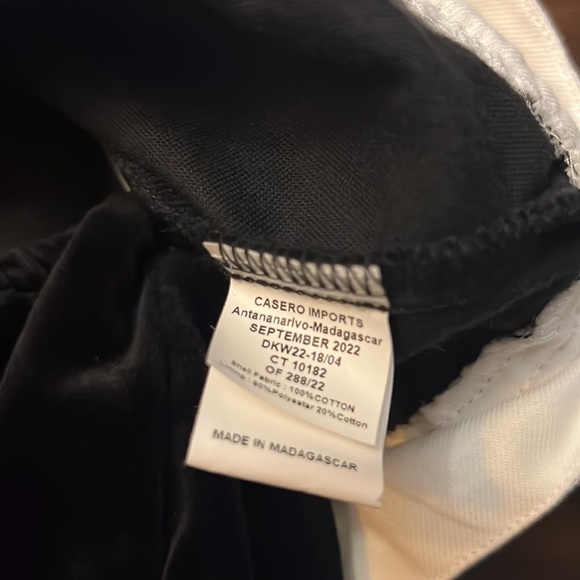 CASERO IMPORTS
Antananarivo-Madagascar
SEPTEMBER 2022
DKW22-18/04
CT 10182
OF 288/22
Shell Fabric : 100%COTTON
Lining : 80%Polyester 20%Cotton
MADE IN MADAGASCAR